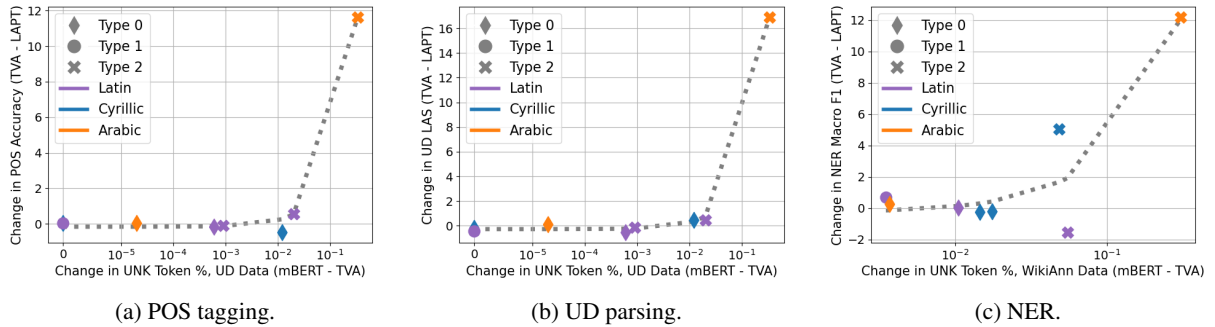 Change in POS Accuracy (TVA - LAPT)
12
10
8
6
4
2
0
Type 0
Type 1
Type 2
Latin
Cyrillic
Arabic
0
10⁻⁵
10⁻⁴
10⁻³
10⁻²
10⁻¹
Change in UNK Token %, UD Data (mBERT - TVA)
(a) POS tagging.
Change in UD LAS (TVA - LAPT)
16
14
12
10
8
6
4
2
0
Type 0
Type 1
Type 2
Latin
Cyrillic
Arabic
0
10⁻⁵
10⁻⁴
10⁻³
10⁻²
10⁻¹
Change in UNK Token %, UD Data (mBERT - TVA)
(b) UD parsing.
Change in NER Macro F1 (TVA - LAPT)
12
10
8
6
4
2
0
−2
Type 0
Type 1
Type 2
Latin
Cyrillic
Arabic
10⁻²
10⁻¹
Change in UNK Token %, WikiAnn Data (mBERT - TVA)
(c) NER.